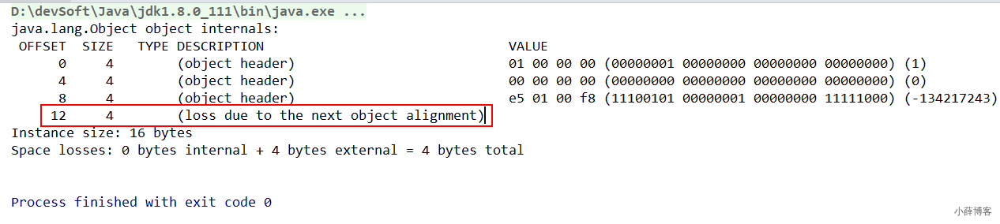 D:\devSoft\Java\jdk1.8.0_111\bin\java.exe ...
java.lang.Object object internals:
OFFSET  SIZE   TYPE DESCRIPTION                               VALUE
0     4        (object header)                           01 00 00 00 (00000001 00000000 00000000 00000000) (1)
4     4        (object header)                           00 00 00 00 (00000000 00000000 00000000 00000000) (0)
8     4        (object header)                           e5 01 00 f8 (11100101 00000001 00000000 11111000) (-134217243)
12     4        (loss due to the next object alignment)
Instance size: 16 bytes
Space losses: 0 bytes internal + 4 bytes external = 4 bytes total
Process finished with exit code 0
小薛博客